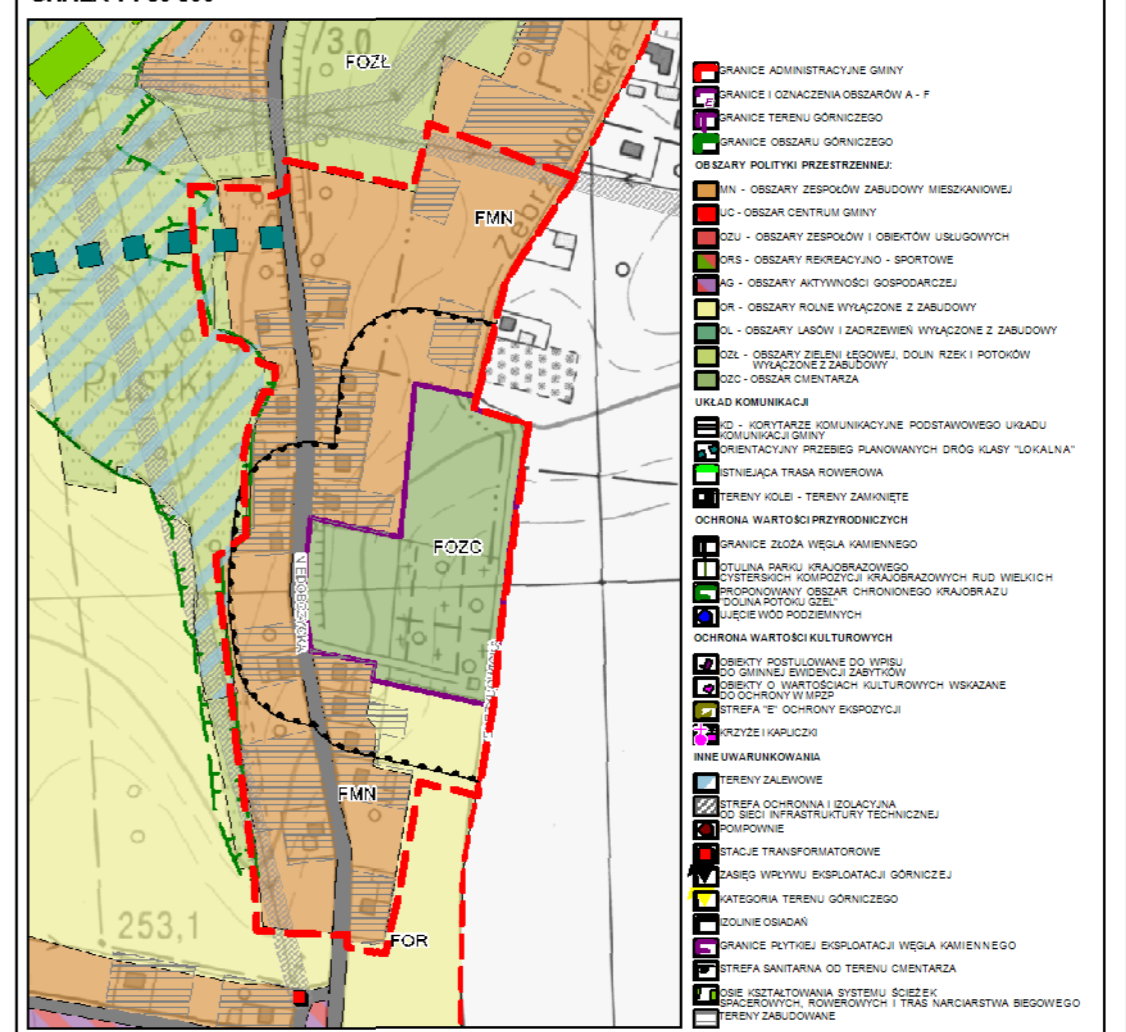 /3.0
FOZŁ
Zebrzydowicka
FMN
Pustki
FOZC
NIEDOBCZYCKA
FMN
253,1
FOR
GRANICE ADMINISTRACYJNE GMINY
E
GRANICE I OZNACZENIA OBSZARÓW A - F
GRANICE TERENU GÓRNICZEGO
GRANICE OBSZARU GÓRNICZEGO
OBSZARY POLITYKI PRZESTRZENNEJ:
MN - OBSZARY ZESPOŁÓW ZABUDOWY MIESZKANIOWEJ
UC - OBSZAR CENTRUM GMINY
OZU - OBSZARY ZESPOŁÓW I OBIEKTÓW USŁUGOWYCH
ORS - OBSZARY REKREACYJNO - SPORTOWE
AG - OBSZARY AKTYWNOŚCI GOSPODARCZEJ
OR - OBSZARY ROLNE WYŁĄCZONE Z ZABUDOWY
OL - OBSZARY LASÓW I ZADRZEWIEŃ WYŁĄCZONE Z ZABUDOWY
OZŁ - OBSZARY ZIELENI ŁĘGOWEJ, DOLIN RZEK I POTOKÓW
WYŁĄCZONE Z ZABUDOWY
OZC - OBSZAR CMENTARZA
UKŁAD KOMUNIKACJI
KD - KORYTARZE KOMUNIKACYJNE PODSTAWOWEGO UKŁADU
KOMUNIKACJI GMINY
ORIENTACYJNY PRZEBIEG PLANOWANYCH DRÓG KLASY "LOKALNA"
ISTNIEJĄCA TRASA ROWEROWA
TERENY KOLEI - TERENY ZAMKNIĘTE
OCHRONA WARTOŚCI PRZYRODNICZYCH
GRANICE ZŁOŻA WĘGLA KAMIENNEGO
OTULINA PARKU KRAJOBRAZOWEGO
CYSTERSKICH KOMPOZYCJI KRAJOBRAZOWYCH RUD WIELKICH
PROPONOWANY OBSZAR CHRONIONEGO KRAJOBRAZU
"DOLINA POTOKU GZEL"
UJĘCIE WÓD PODZIEMNYCH
OCHRONA WARTOŚCI KULTUROWYCH
OBIEKTY POSTULOWANE DO WPISU
DO GMINNEJ EWIDENCJI ZABYTKÓW
OBIEKTY O WARTOŚCIACH KULTUROWYCH WSKAZANE
DO OCHRONY W MPZP
STREFA "E" OCHRONY EKSPOZYCJI
KRZYŻE I KAPLICZKI
INNE UWARUNKOWANIA
TERENY ZALEWOWE
STREFA OCHRONNA I IZOLACYJNA
OD SIECI INFRASTRUKTURY TECHNICZNEJ
POMPOWNIE
STACJE TRANSFORMATOROWE
ZASIĘG WPŁYWU EKSPLOATACJI GÓRNICZEJ
KATEGORIA TERENU GÓRNICZEGO
IZOLINIE OSIADAŃ
GRANICE PŁYTKIEJ EKSPLOATACJI WĘGLA KAMIENNEGO
STREFA SANITARNA OD TERENU CMENTARZA
OSIE KSZTAŁTOWANIA SYSTEMU ŚCIEŻEK
SPACEROWYCH, ROWEROWYCH I TRAS NARCIARSTWA BIEGOWEGO
TERENY ZABUDOWANE